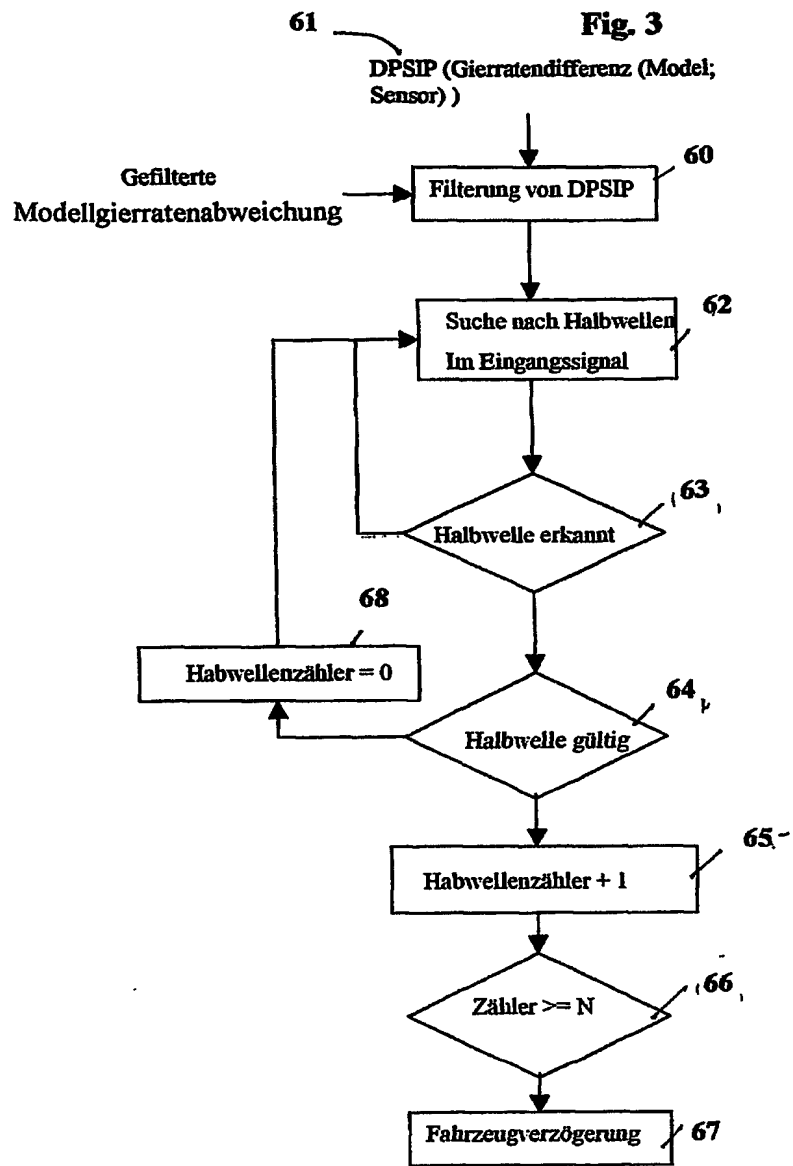 61
Fig. 3
DPSIP (Gierratendifferenz (Model;
Sensor) )
60
Gefilterte
Modellgierratenabweichung
Filterung von DPSIP
62
Suche nach Halbwellen
Im Eingangssignal
63
Halbwelle erkannt
68
Habwellenzähler = 0
64
Halbwelle gültig
65
Habwellenzähler + 1
66
Zähler >= N
Fahrzeugverzögerung
67